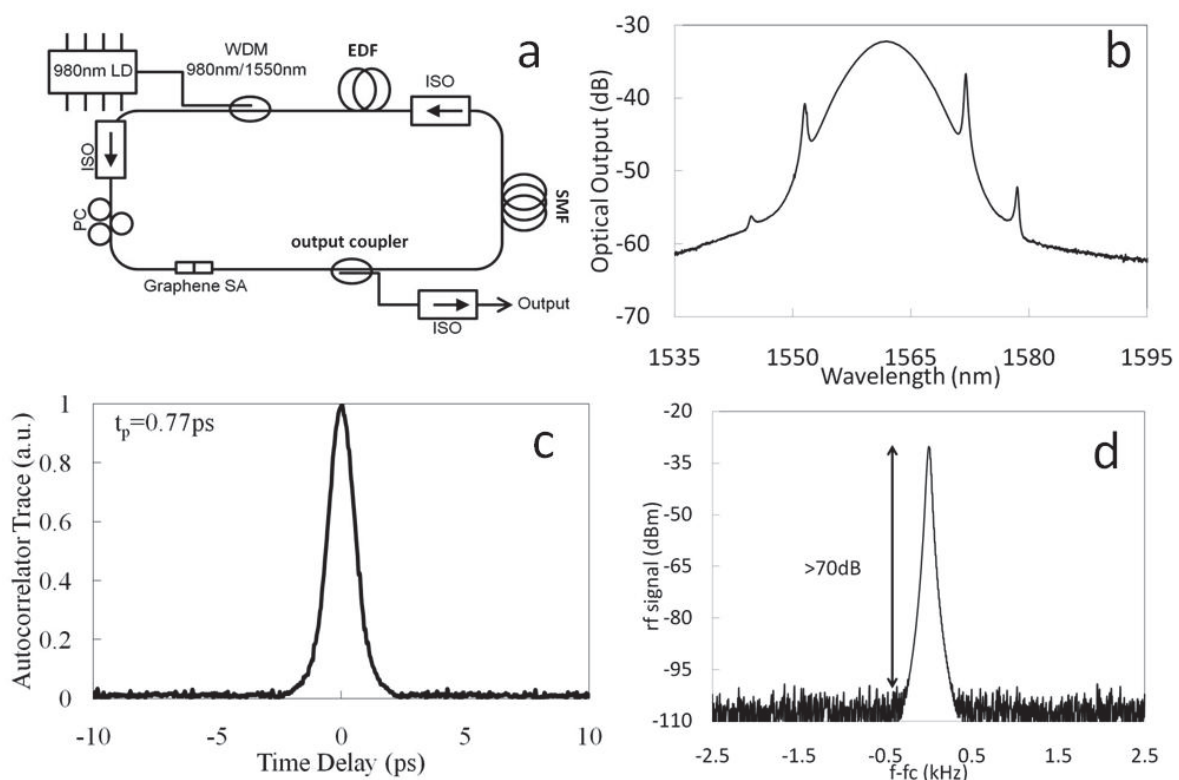 a
980nm LD
WDM
980nm/1550nm
EDF
ISO
ISO
PC
SMF
output coupler
Graphene SA
ISO
Output
b
Optical Output (dB)
-30
-40
-50
-60
-70
1535
1550
1565
1580
1595
Wavelength (nm)
c
t_p=0.77ps
Autocorrelator Trace (a.u.)
1
0.8
0.6
0.4
0.2
0
-10
-5
0
5
10
Time Delay (ps)
d
rf signal (dBm)
-20
-35
-50
-65
-80
-95
-110
>70dB
-2.5
-1.5
-0.5
0.5
1.5
2.5
f-fc (kHz)